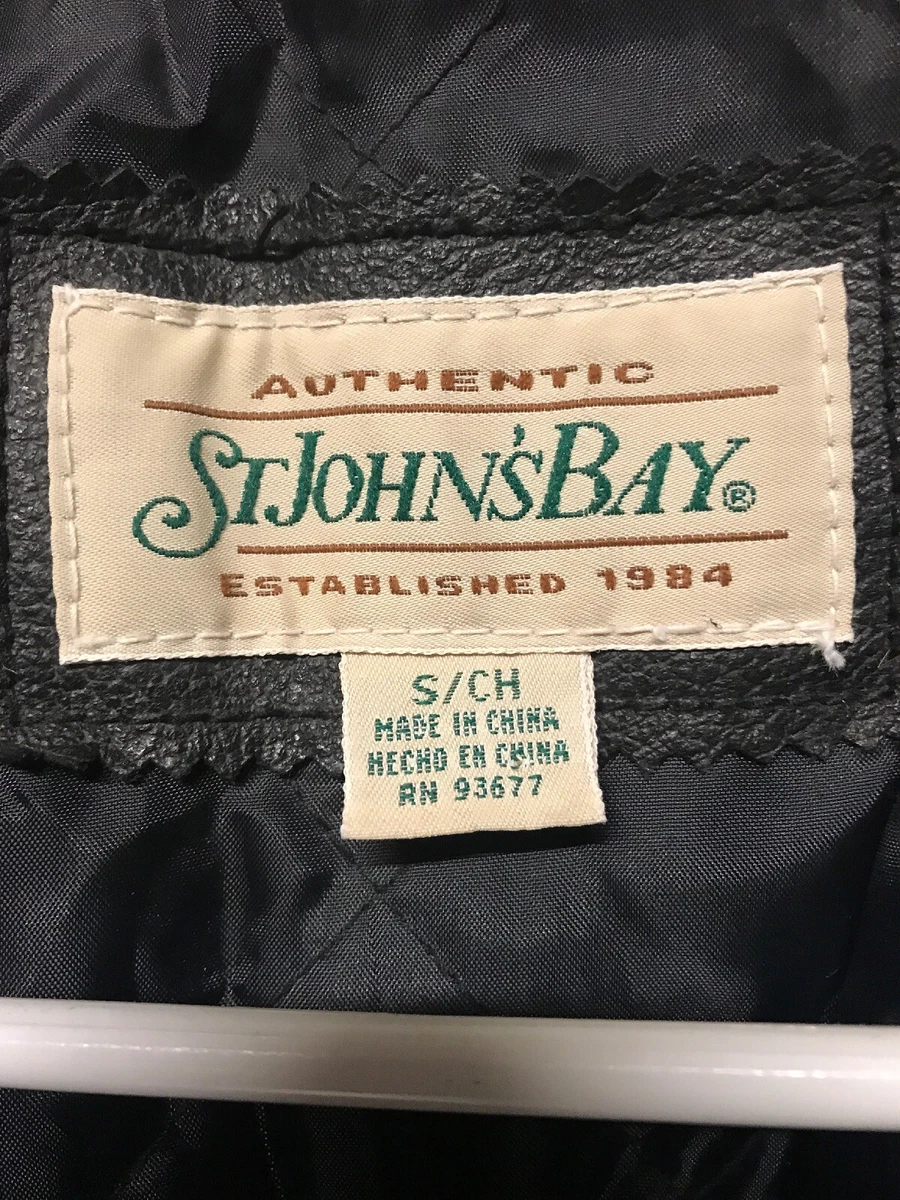 AUTHENTIC
ST JOHN'S BAY®
ESTABLISHED 1984
S/CH
MADE IN CHINA
HECHO EN CHINA
RN 93677